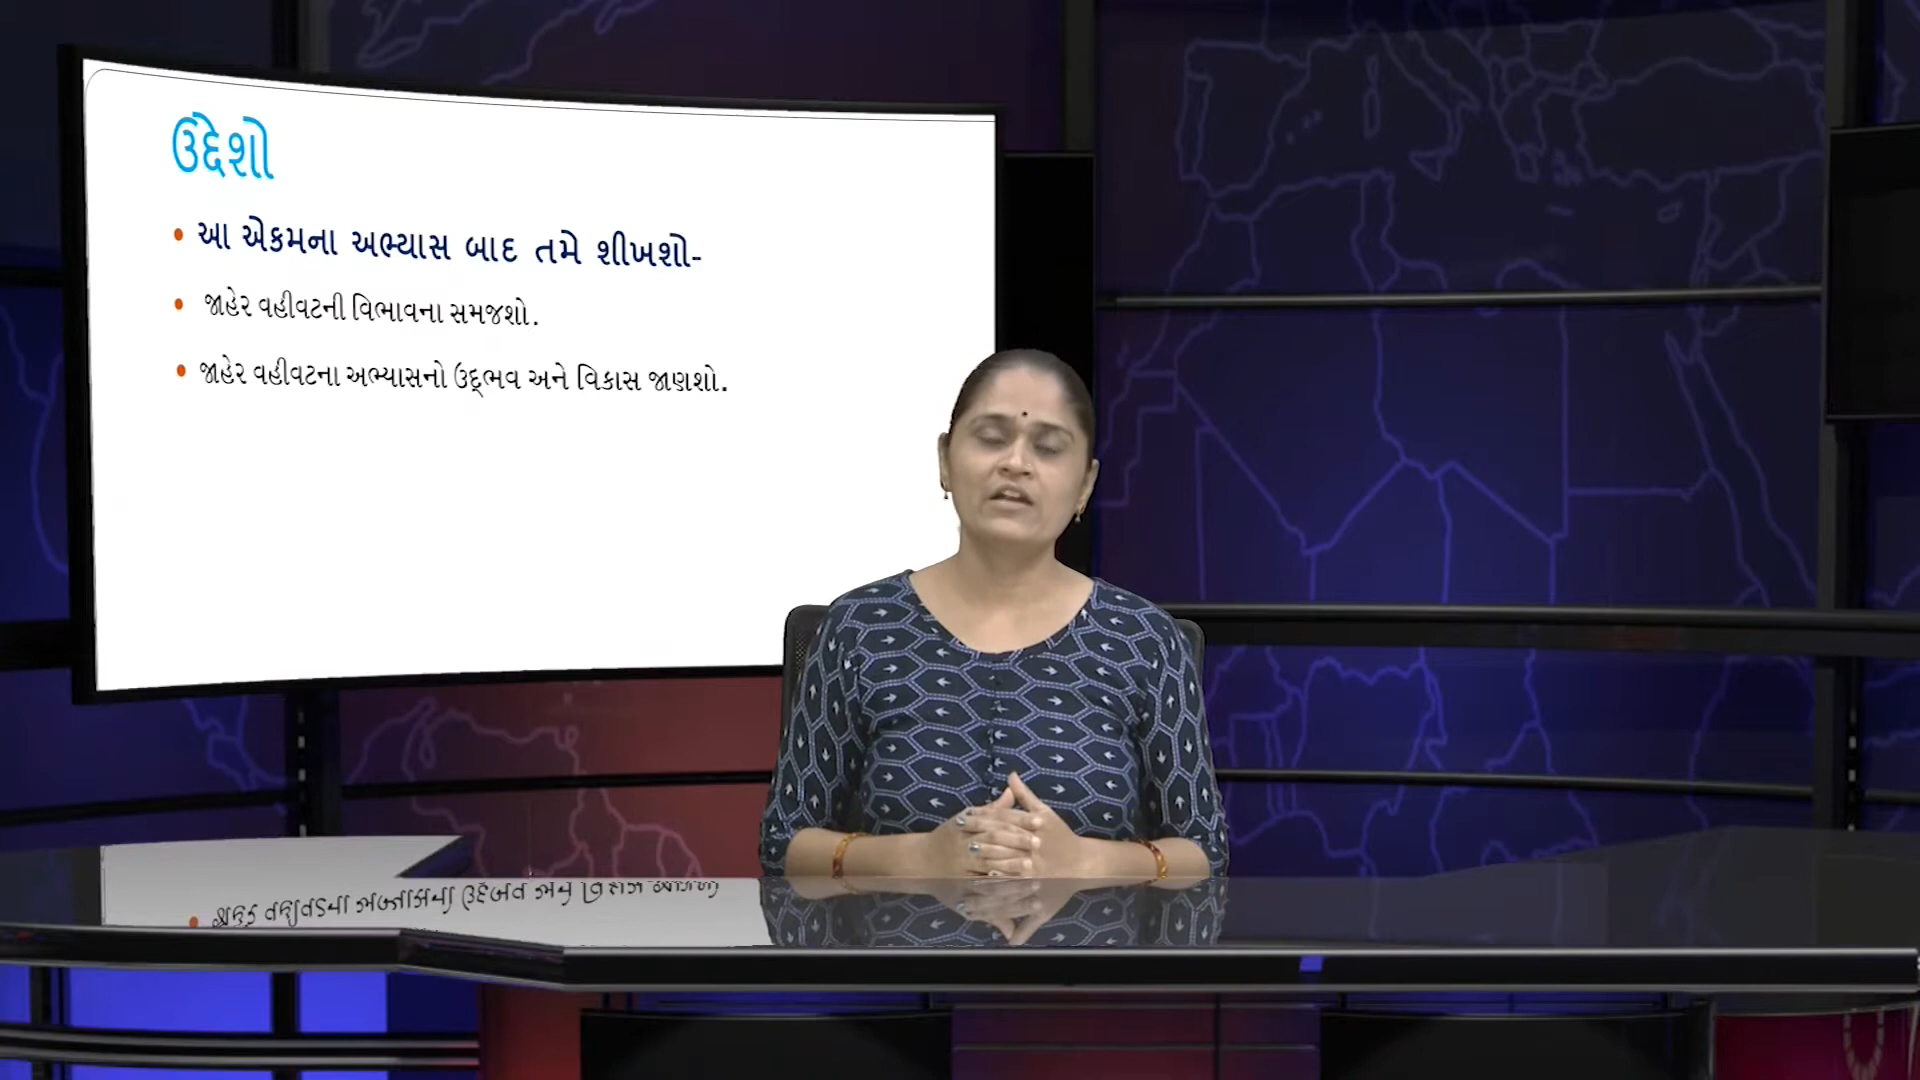 ઉદ્દેશો
• આ એકમના અભ્યાસ બાદ તમે શીખશો-
• જાહેર વહીવટની વિભાવના સમજશો.
• જાહેર વહીવટના અભ્યાસનો ઉદ્‌ભવ અને વિકાસ જાણશો.